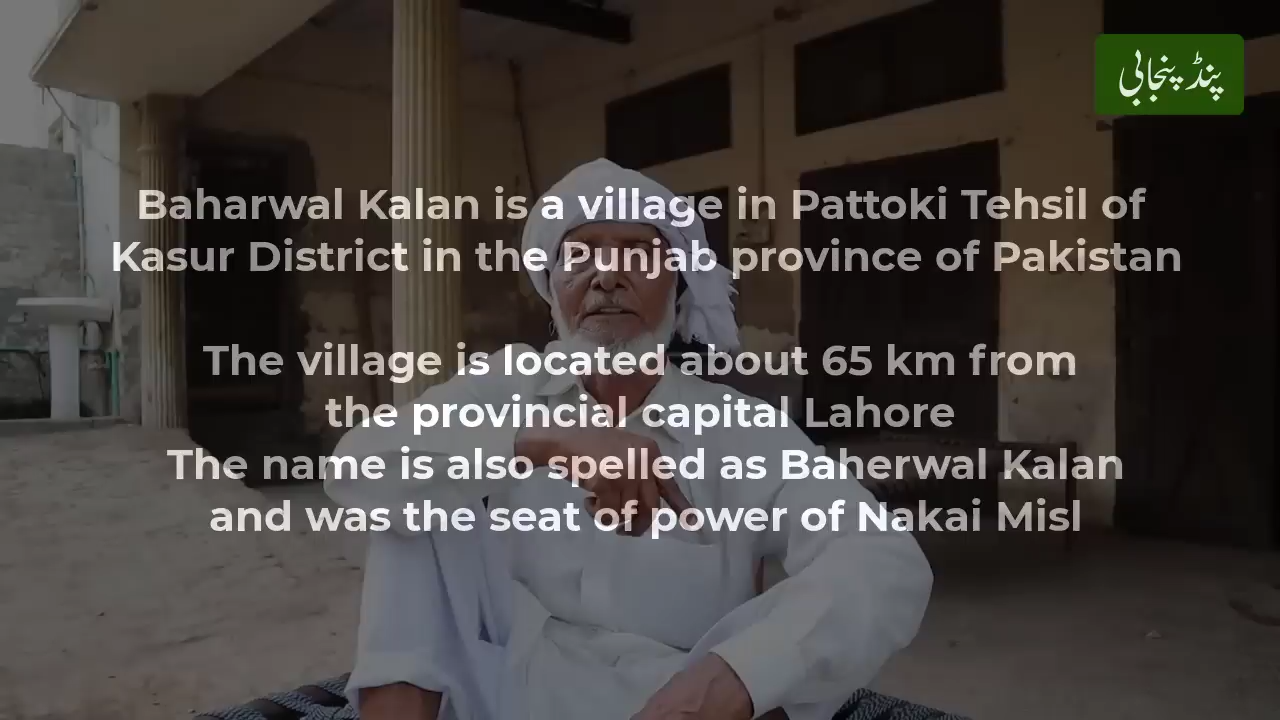 پنڈ پنجابی
Baharwal Kalan is a village in Pattoki Tehsil of
Kasur District in the Punjab province of Pakistan
The village is located about 65 km from
the provincial capital Lahore
The name is also spelled as Baherwal Kalan
and was the seat of power of Nakai Misl